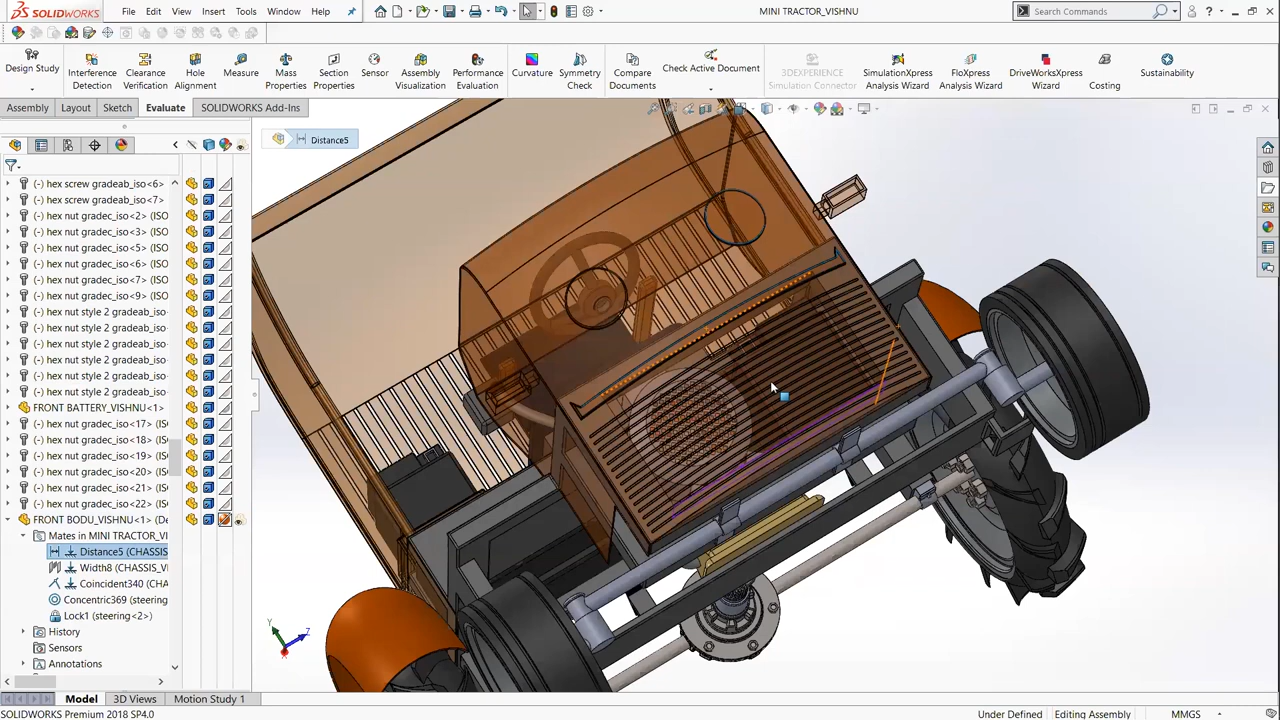 SOLIDWORKS File Edit View Insert Tools Window Help MINI TRACTOR_VISHNU Search Commands
Design Study
Interference Detection
Clearance Verification
Hole Alignment
Measure
Mass Properties
Section Properties
Sensor
Assembly Visualization
Performance Evaluation
Curvature
Symmetry Check
Compare Documents
Check Active Document
3DEXPERIENCE Simulation Connector
SimulationXpress Analysis Wizard
FloXpress Analysis Wizard
DriveWorksXpress Wizard
Costing
Sustainability
Assembly Layout Sketch Evaluate SOLIDWORKS Add-Ins
Distance5
(-) hex screw gradeab_iso<6>
(-) hex screw gradeab_iso<7>
(-) hex nut gradec_iso<2> (ISO
(-) hex nut gradec_iso<3> (ISO
(-) hex nut gradec_iso<5> (ISO
(-) hex nut gradec_iso<6> (ISO
(-) hex nut gradec_iso<7> (ISO
(-) hex nut gradec_iso<9> (ISO
(-) hex nut style 2 gradeab_iso
(-) hex nut style 2 gradeab_iso
(-) hex nut style 2 gradeab_iso
(-) hex nut style 2 gradeab_iso
(-) hex nut style 2 gradeab_iso
FRONT BATTERY_VISHNU<1>
(-) hex nut gradec_iso<17> (ISO
(-) hex nut gradec_iso<18> (ISO
(-) hex nut gradec_iso<19> (ISO
(-) hex nut gradec_iso<20> (ISO
(-) hex nut gradec_iso<21> (ISO
(-) hex nut gradec_iso<22> (ISO
FRONT BODU_VISHNU<1> (De
Mates in MINI TRACTOR_VI
Distance5 (CHASSIS_
Width8 (CHASSIS_V
Coincident340 (CHA
Concentric369 (steering
Lock1 (steering<2>)
History
Sensors
Annotations
Y Z
Model 3D Views Motion Study 1
SOLIDWORKS Premium 2018 SP4.0 Under Defined Editing Assembly MMGS